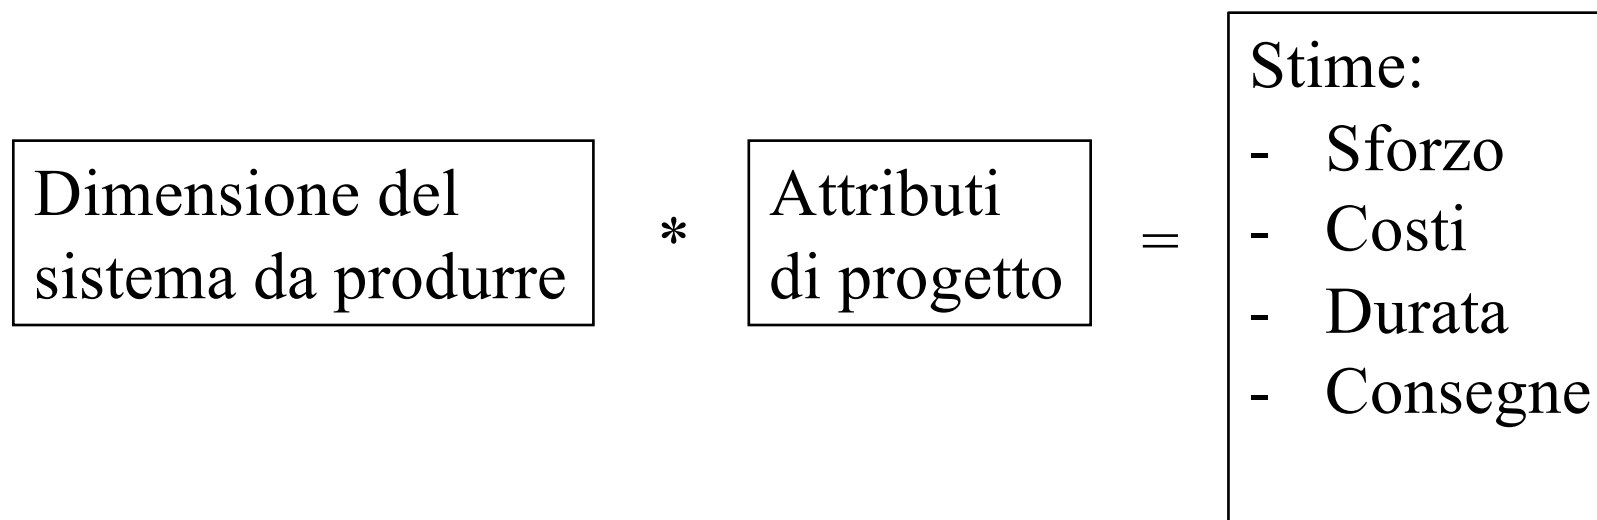 Dimensione del
sistema da produrre
*
Attributi
di progetto
=
Stime:
- Sforzo
- Costi
- Durata
- Consegne